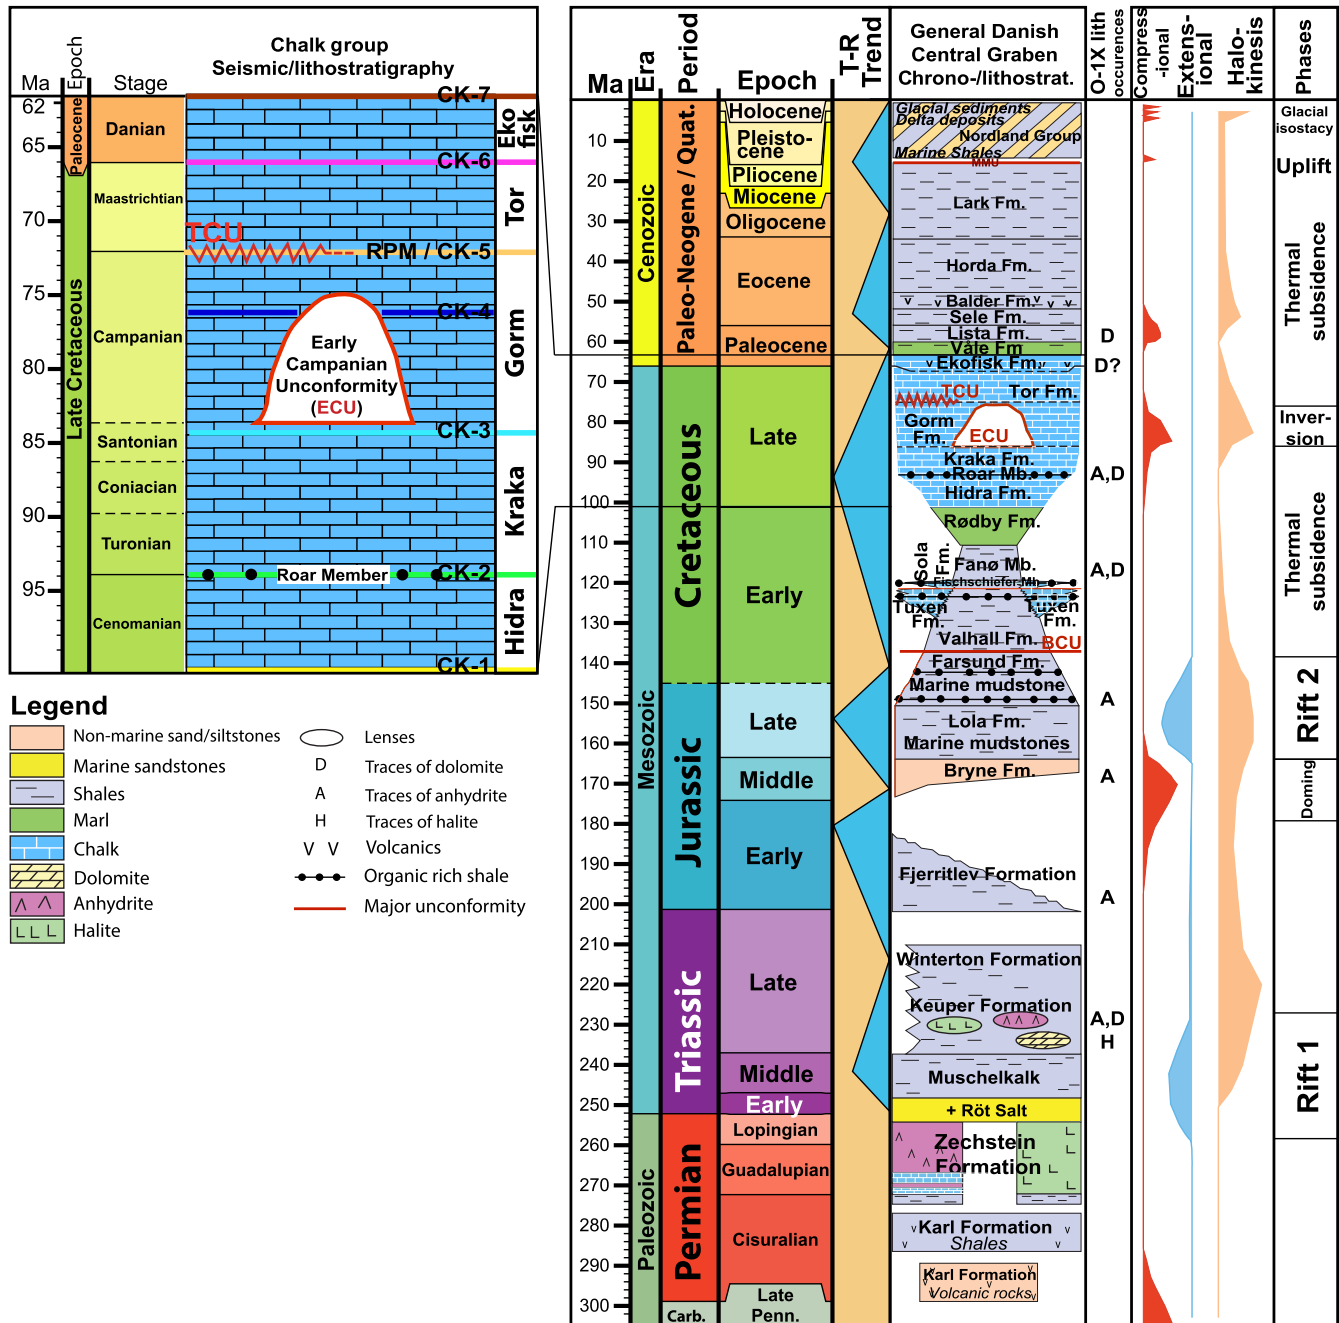 Chalk group
Seismic/lithostratigraphy
Ma
Epoch
Stage
62
65
70
75
80
85
90
95
Paleocene
Late Cretaceous
Danian
Maastrichtian
Campanian
Santonian
Coniacian
Turonian
Cenomanian
CK-7
CK-6
TCU
RPM / CK-5
CK-4
Early
Campanian
Unconformity
(ECU)
CK-3
Roar Member
CK-2
CK-1
Eko
fisk
Tor
Gorm
Kraka
Hidra
Legend
Non-marine sand/siltstones
Marine sandstones
Shales
Marl
Chalk
Dolomite
Anhydrite
Halite
Lenses
D Traces of dolomite
A Traces of anhydrite
H Traces of halite
V V Volcanics
Organic rich shale
Major unconformity
Ma
Era
Period
Epoch
T-R
Trend
General Danish
Central Graben
Chrono-/lithostrat.
O-1X lith
occurences
Compress
-ional
Extens-
ional
Halo-
kinesis
Phases
10
20
30
40
50
60
70
80
90
100
110
120
130
140
150
160
170
180
190
200
210
220
230
240
250
260
270
280
290
300
Cenozoic
Mesozoic
Paleozoic
Paleo-Neogene / Quat.
Cretaceous
Jurassic
Triassic
Permian
Carb.
Holocene
Pleisto-
cene
Pliocene
Miocene
Oligocene
Eocene
Paleocene
Late
Early
Late
Middle
Early
Late
Middle
Early
Lopingian
Guadalupian
Cisuralian
Late
Penn.
Glacial sediments
Delta deposits
Nordland Group
Marine Shales
MMU
Lark Fm.
Horda Fm.
Balder Fm.
Sele Fm.
Lista Fm.
Våle Fm
Ekofisk Fm.
TCU
Tor Fm.
Gorm
Fm.
ECU
Kraka Fm.
Roar Mb.
Hidra Fm.
Rødby Fm.
Sola
Fm.
Fanø Mb.
Fischschiefer Mb.
Tuxen
Fm.
Tuxen
Fm.
Valhall Fm.
BCU
Farsund Fm.
Marine mudstone
Lola Fm.
Marine mudstones
Bryne Fm.
Fjerritlev Formation
Winterton Formation
Keuper Formation
Muschelkalk
+ Röt Salt
Zechstein
Formation
Karl Formation
Shales
Karl Formation
Volcanic rocks
D
D?
A,D
A,D
A
A
A
A,D
H
Glacial
isostacy
Uplift
Thermal
subsidence
Inver-
sion
Thermal
subsidence
Rift 2
Doming
Rift 1